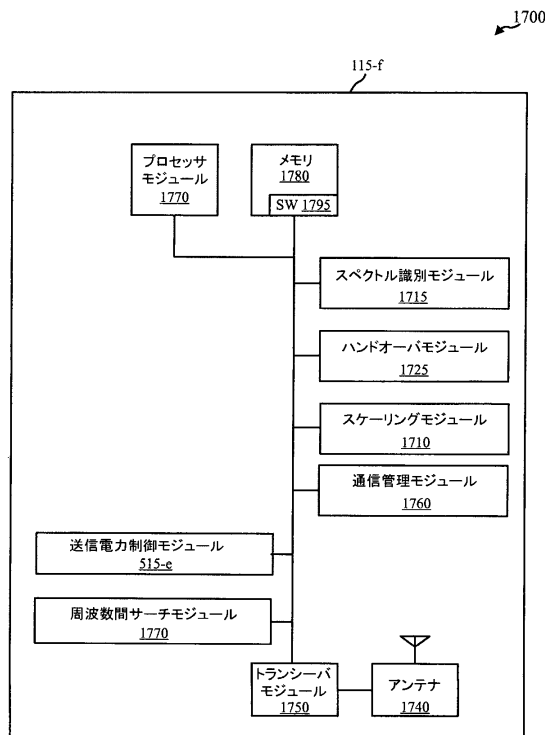 1700
115-f
プロセッサ
モジュール
1770
メモリ
1780
SW 1795
スペクトル識別モジュール
1715
ハンドオーバモジュール
1725
スケーリングモジュール
1710
通信管理モジュール
1760
送信電力制御モジュール
515-e
周波数間サーチモジュール
1770
トランシーバ
モジュール
1750
アンテナ
1740